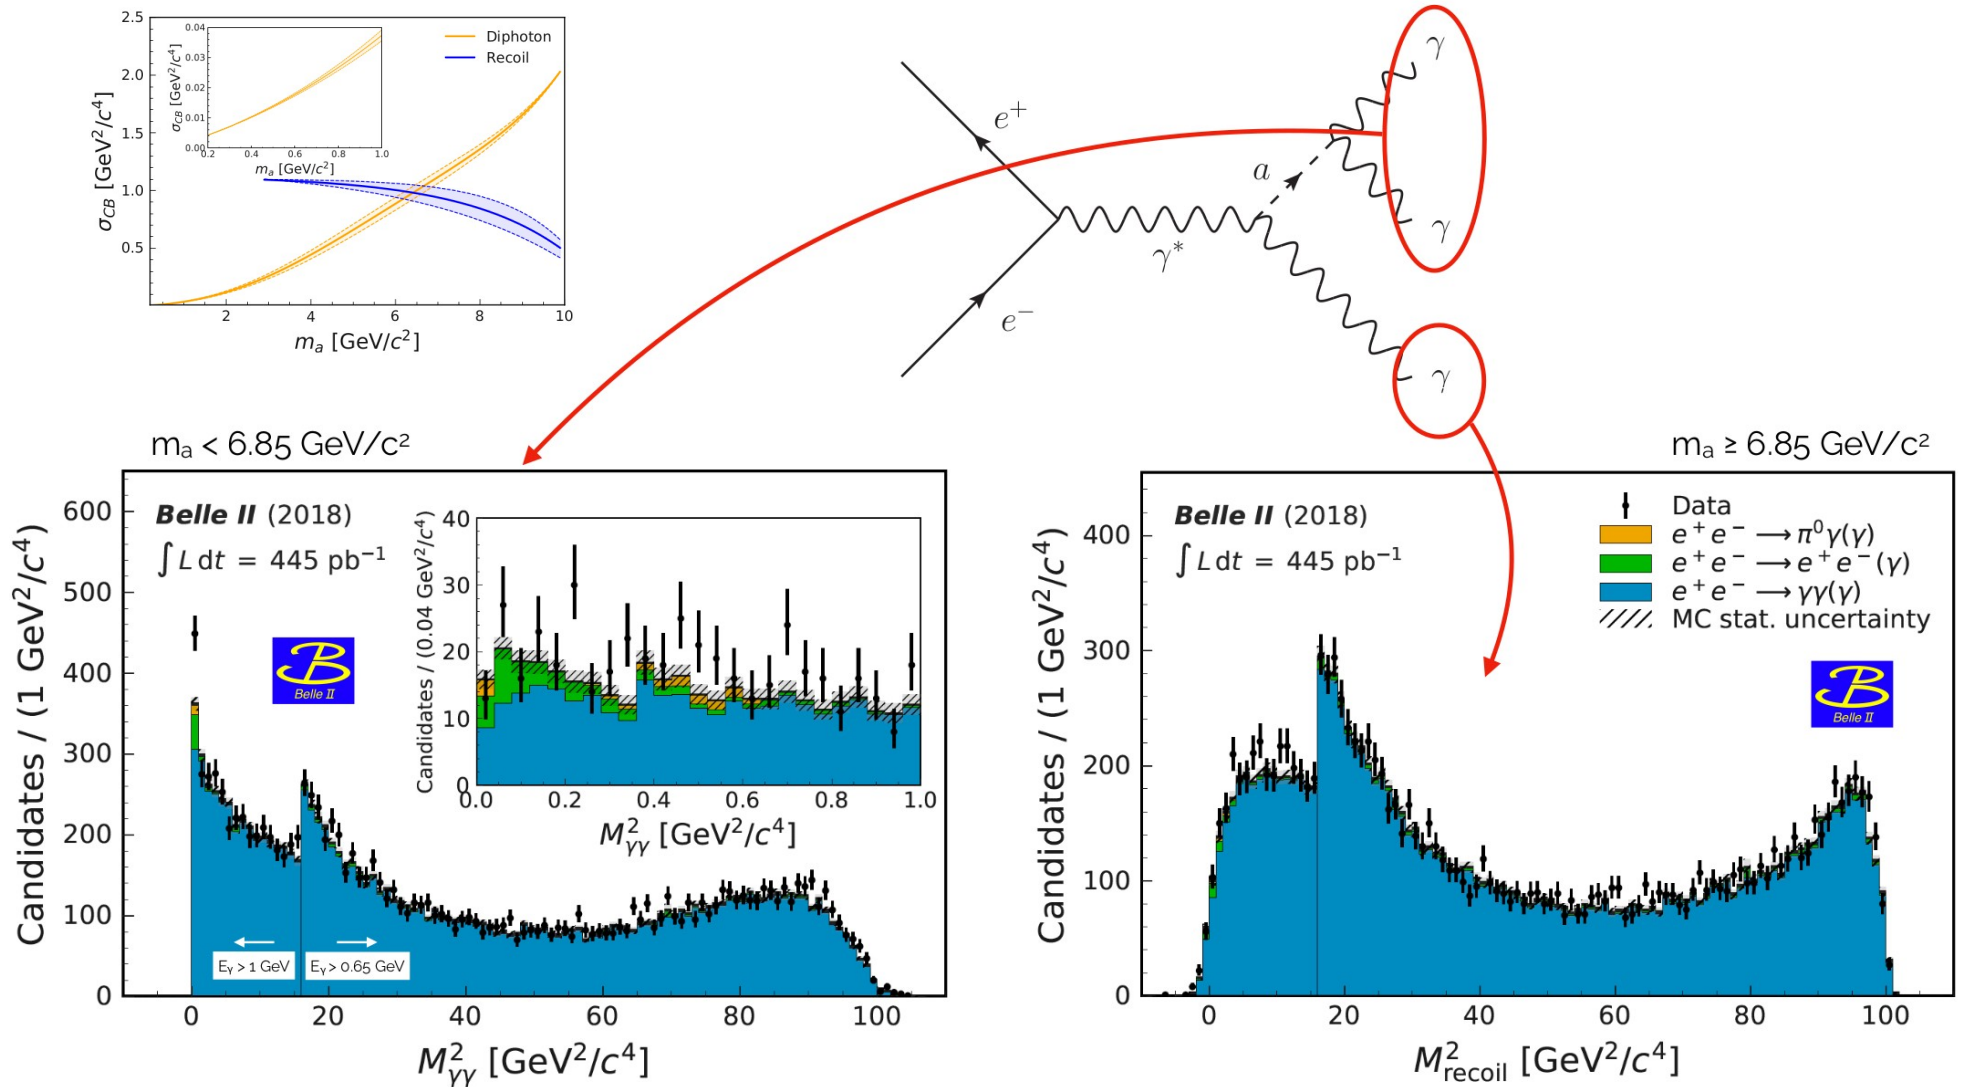 2.5
2.0
1.5
1.0
0.5
σCB [GeV²/c⁴]
2 4 6 8 10
mₐ [GeV/c²]
0.04
0.03
0.02
0.01
0.00
σCB [GeV²/c⁴]
0.2 0.4 0.6 0.8 1.0
mₐ [GeV/c²]
Diphoton
Recoil
e⁺
e⁻
γ*
a
γ
γ
γ
mₐ < 6.85 GeV/c²
600
500
400
300
200
100
0
Candidates / (1 GeV²/c⁴)
Belle II (2018)
∫L dt = 445 pb⁻¹
Belle II
Eγ > 1 GeV
Eγ > 0.65 GeV
0 20 40 60 80 100
M²γγ [GeV²/c⁴]
40
30
20
10
0
Candidates / (0.04 GeV²/c⁴)
0.0 0.2 0.4 0.6 0.8 1.0
M²γγ [GeV²/c⁴]
mₐ ≥ 6.85 GeV/c²
400
300
200
100
0
Candidates / (1 GeV²/c⁴)
Belle II (2018)
∫L dt = 445 pb⁻¹
Data
e⁺e⁻ ⟶ π⁰γ(γ)
e⁺e⁻ ⟶ e⁺e⁻(γ)
e⁺e⁻ ⟶ γγ(γ)
MC stat. uncertainty
Belle II
0 20 40 60 80 100
M²recoil [GeV²/c⁴]